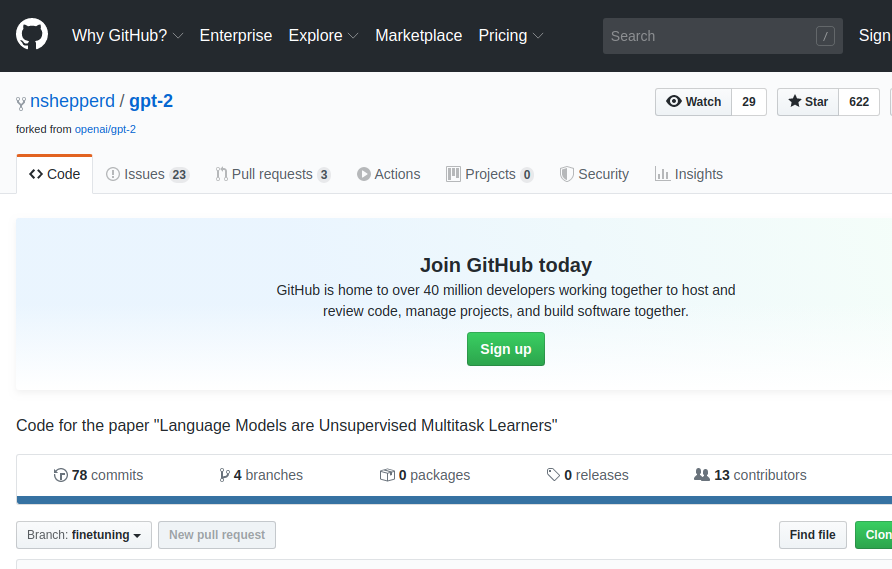 Why GitHub? Enterprise Explore Marketplace Pricing Search / Sign
nshepperd / gpt-2 Watch 29 Star 622
forked from openai/gpt-2
Code Issues 23 Pull requests 3 Actions Projects 0 Security Insights
Join GitHub today
GitHub is home to over 40 million developers working together to host and
review code, manage projects, and build software together.
Sign up
Code for the paper "Language Models are Unsupervised Multitask Learners"
78 commits 4 branches 0 packages 0 releases 13 contributors
Branch: finetuning New pull request Find file Clon